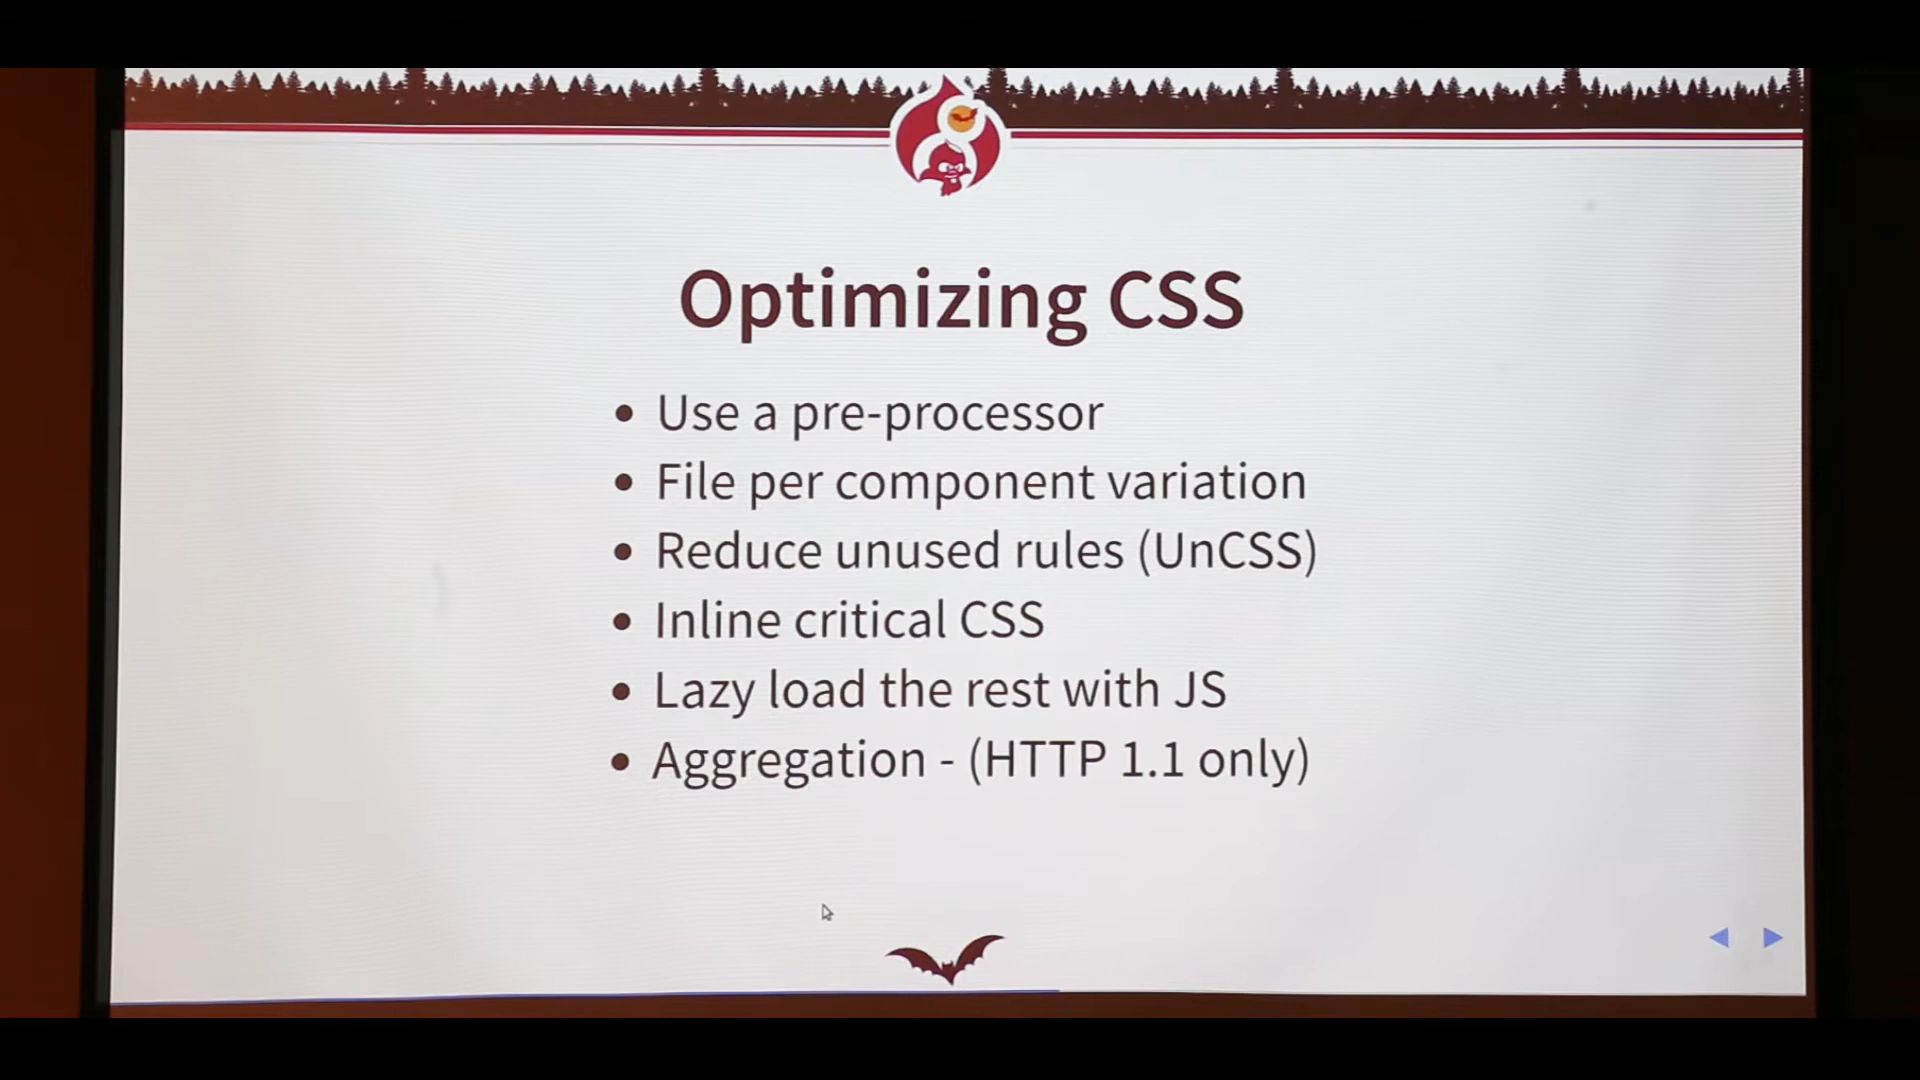 Optimizing CSS
Use a pre-processor
File per component variation
Reduce unused rules (UnCSS)
Inline critical CSS
Lazy load the rest with JS
Aggregation - (HTTP 1.1 only)